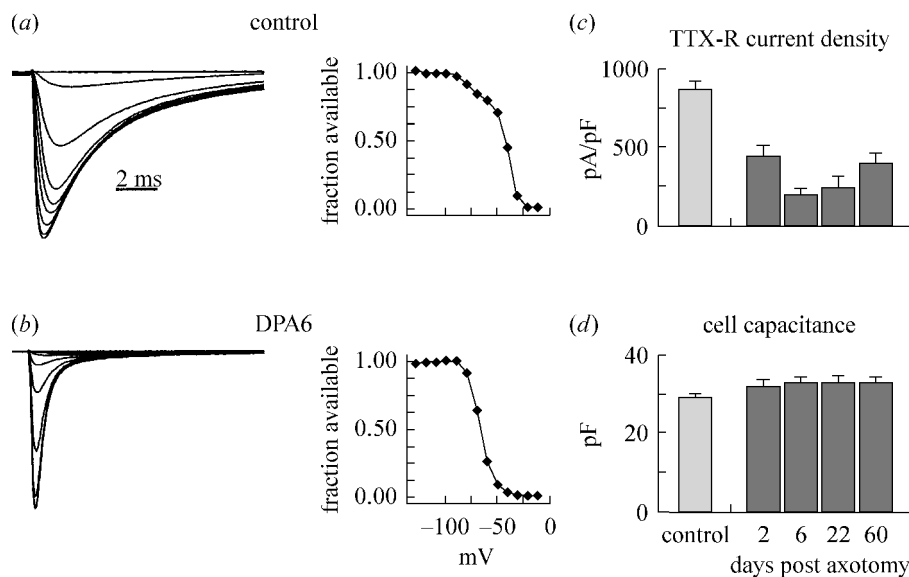 (a)
control
2 ms
fraction available
1.00
0.50
0.00
(b)
DPA6
fraction available
1.00
0.50
0.00
−100
−50
0
mV
(c)
TTX-R current density
pA/pF
1000
500
0
(d)
cell capacitance
pF
40
20
0
control
2 6 22 60
days post axotomy